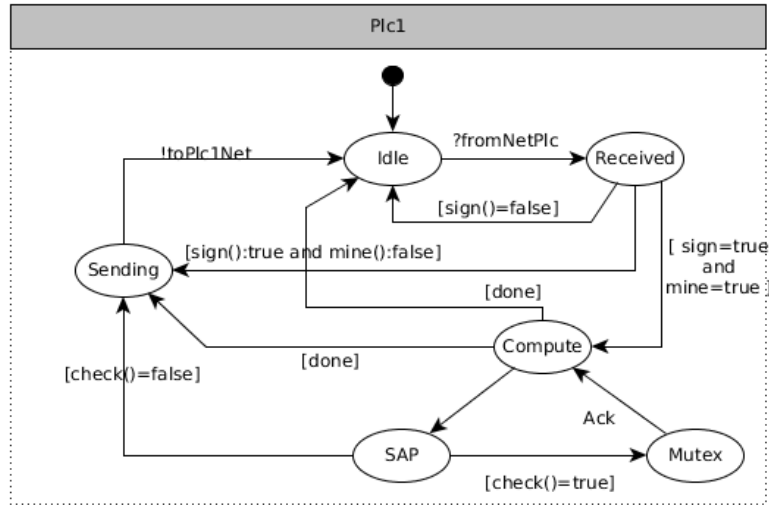 Plc1
!toPlc1Net
Idle
?fromNetPlc
Received
[sign()=false]
[sign():true and mine():false]
[ sign=true
and
mine=true ]
Sending
[done]
Compute
[done]
[check()=false]
Ack
SAP
Mutex
[check()=true]